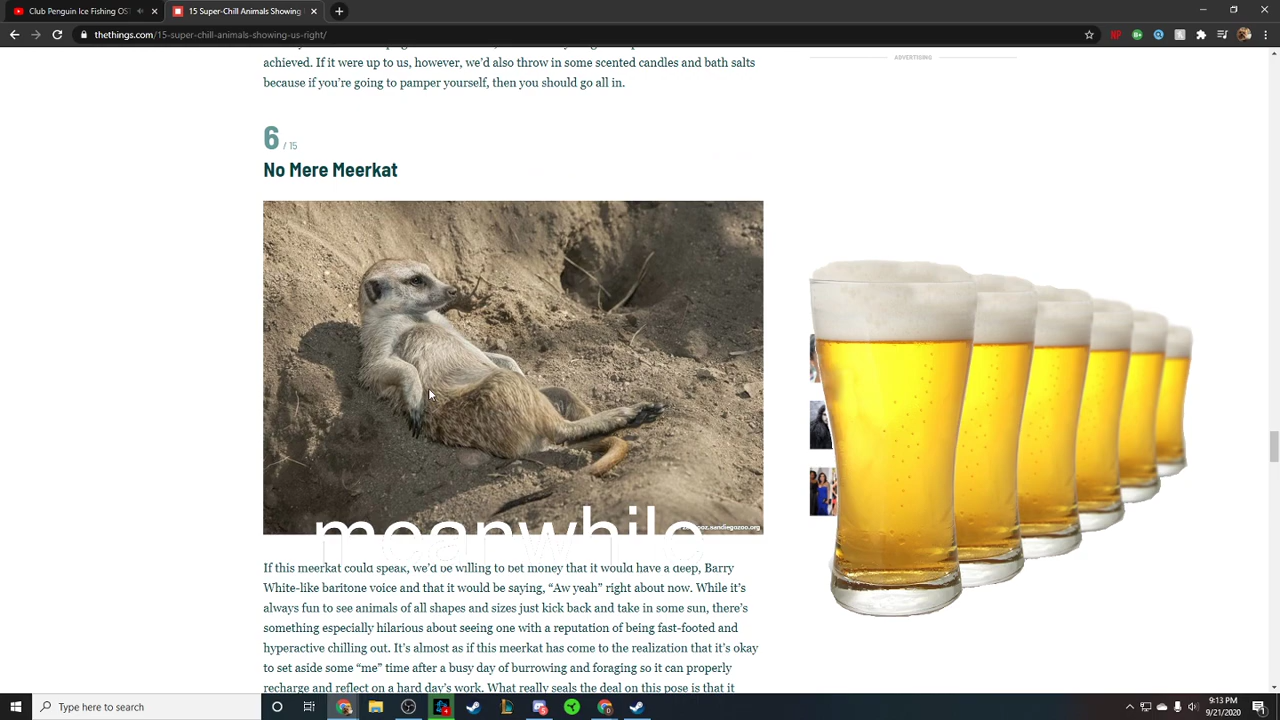 Club Penguin Ice Fishing OST
15 Super-Chill Animals Showing
thethings.com/15-super-chill-animals-showing-us-right/
achieved. If it were up to us, however, we’d also throw in some scented candles and bath salts
because if you’re going to pamper yourself, then you should go all in.
ADVERTISING
6 / 15
No Mere Meerkat
.sandiegozoo.org
meanwhile
If this meerkat could speak, we’d be willing to bet money that it would have a deep, Barry
White-like baritone voice and that it would be saying, “Aw yeah” right about now. While it’s
always fun to see animals of all shapes and sizes just kick back and take in some sun, there’s
something especially hilarious about seeing one with a reputation of being fast-footed and
hyperactive chilling out. It’s almost as if this meerkat has come to the realization that it’s okay
to set aside some “me” time after a busy day of burrowing and foraging so it can properly
recharge and reflect on a hard day’s work. What really seals the deal on this pose is that it
Type here to search
9:13 PM
9/21/2020